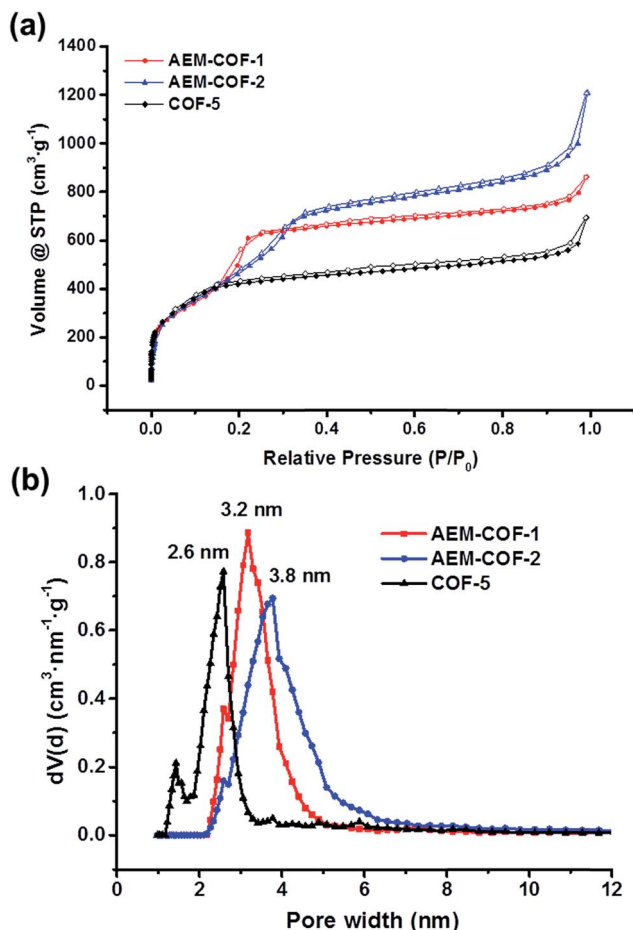 (a)
AEM-COF-1
AEM-COF-2
COF-5
Volume @ STP (cm³·g⁻¹)
1400
1200
1000
800
600
400
200
0
0.0 0.2 0.4 0.6 0.8 1.0
Relative Pressure (P/P₀)
(b)
3.2 nm
2.6 nm
3.8 nm
AEM-COF-1
AEM-COF-2
COF-5
dV(d) (cm³·nm⁻¹·g⁻¹)
1.0
0.8
0.6
0.4
0.2
0.0
0 2 4 6 8 10 12
Pore width (nm)